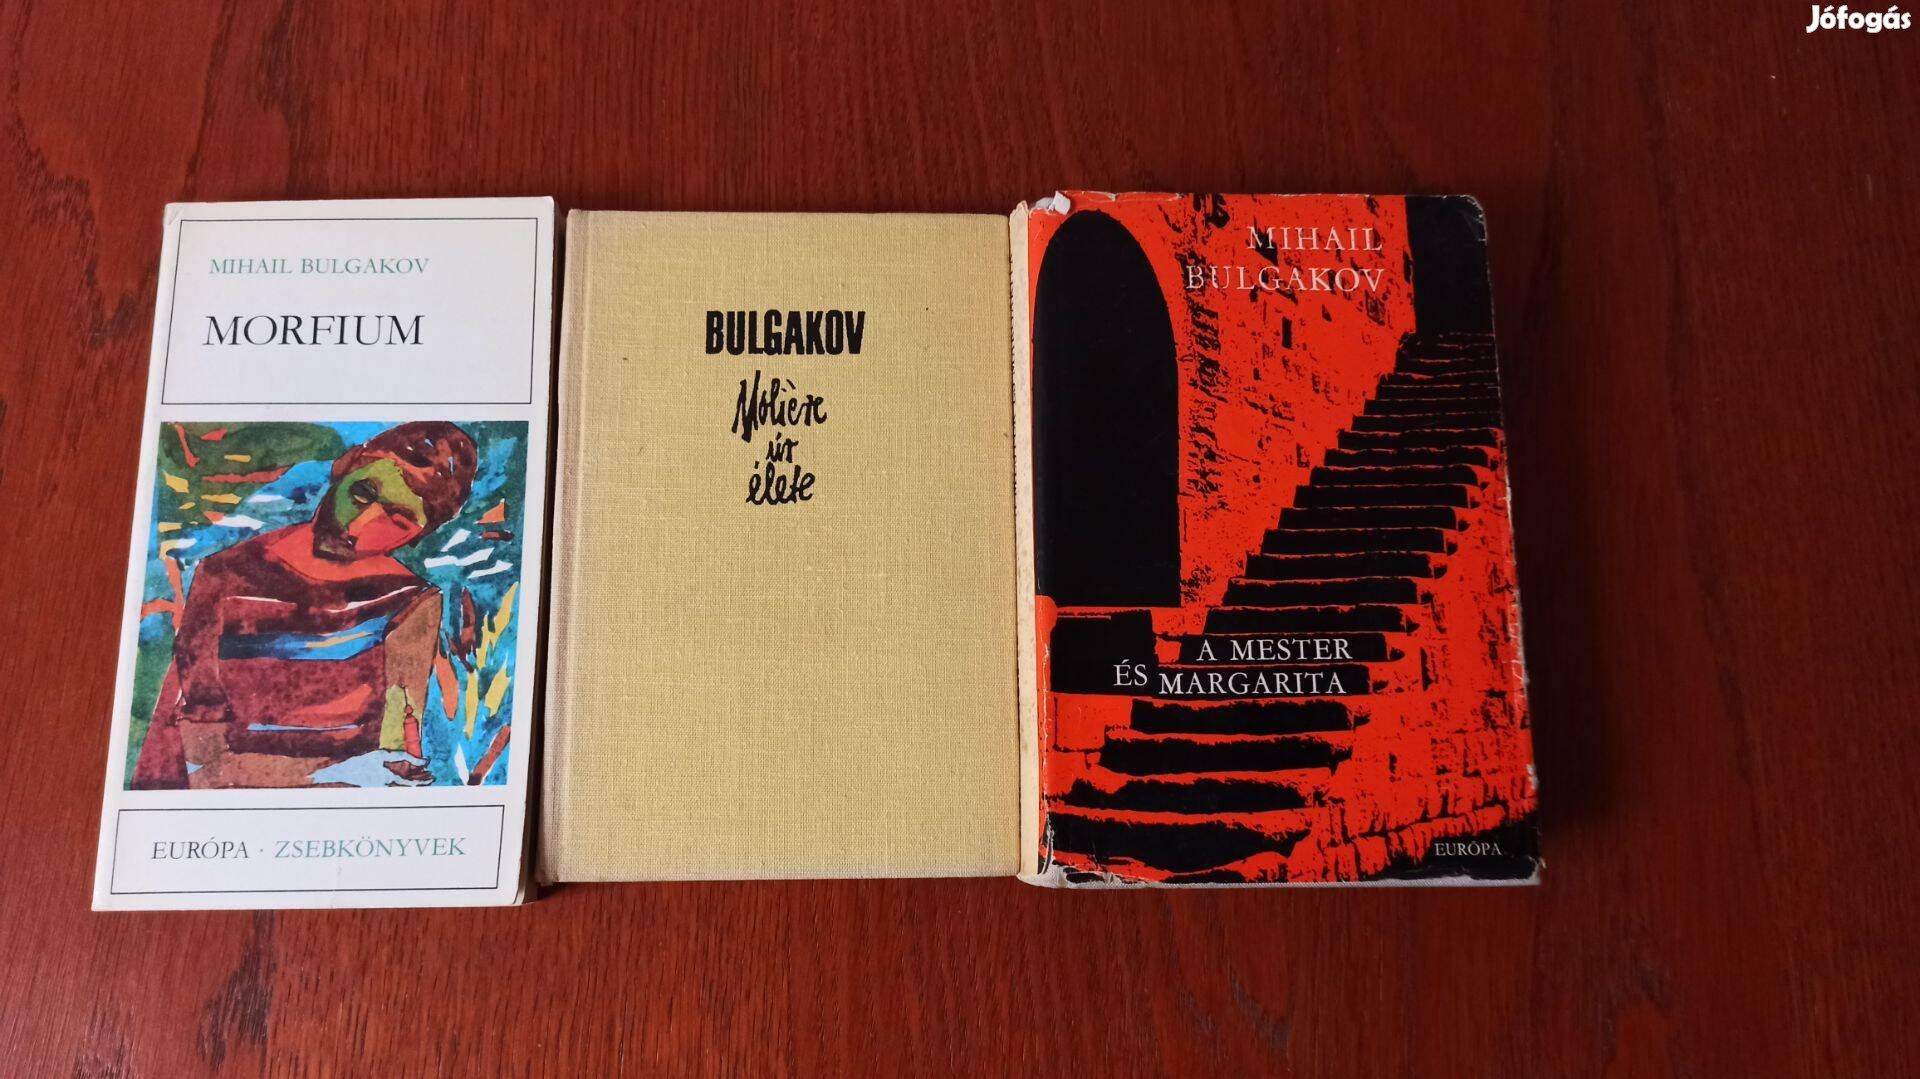 Jófogás
MIHAIL BULGAKOV
MORFIUM
EURÓPA · ZSEBKÖNYVEK
BULGAKOV
Molière
úr
élete
MIHAIL
BULGAKOV
A MESTER
ÉS MARGARITA
EURÓPA